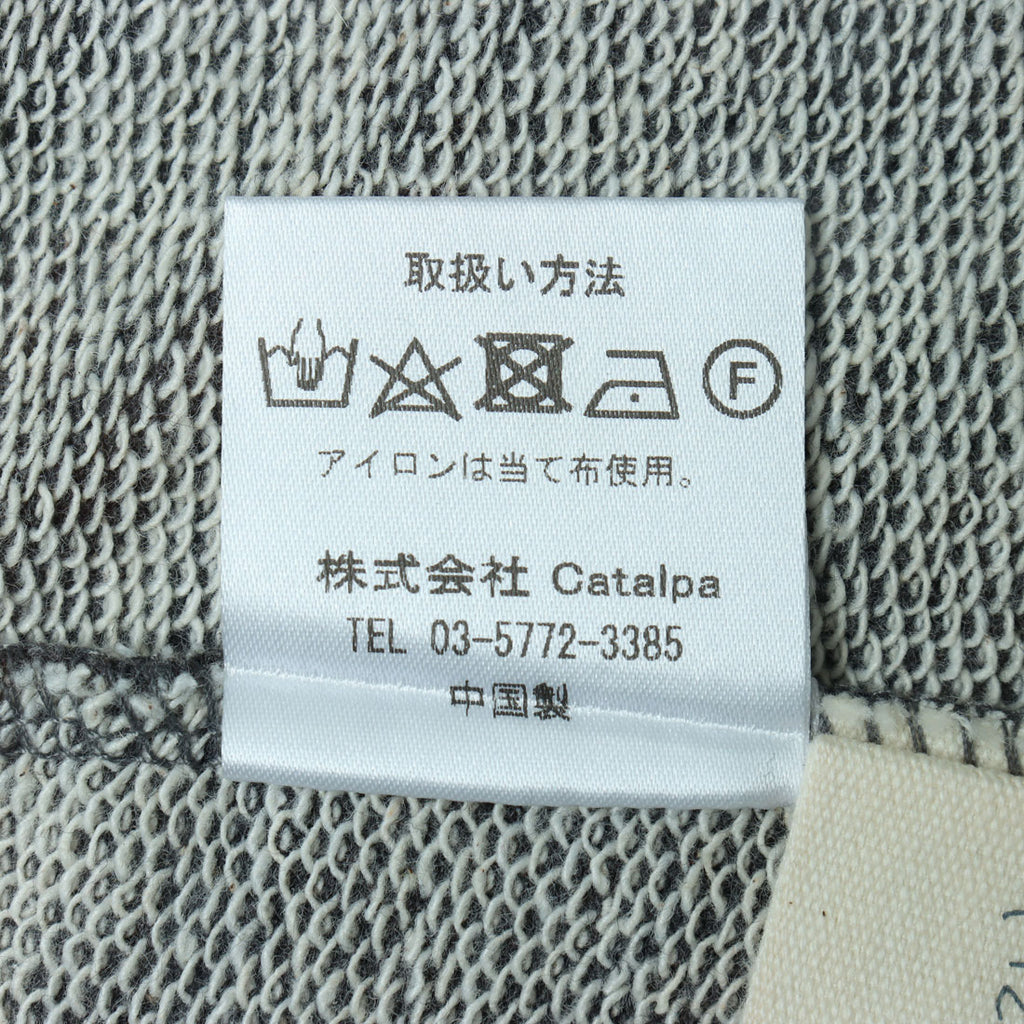 取扱い方法
F
アイロンは当て布使用。
株式会社 Catalpa
TEL 03-5772-3385
中国製